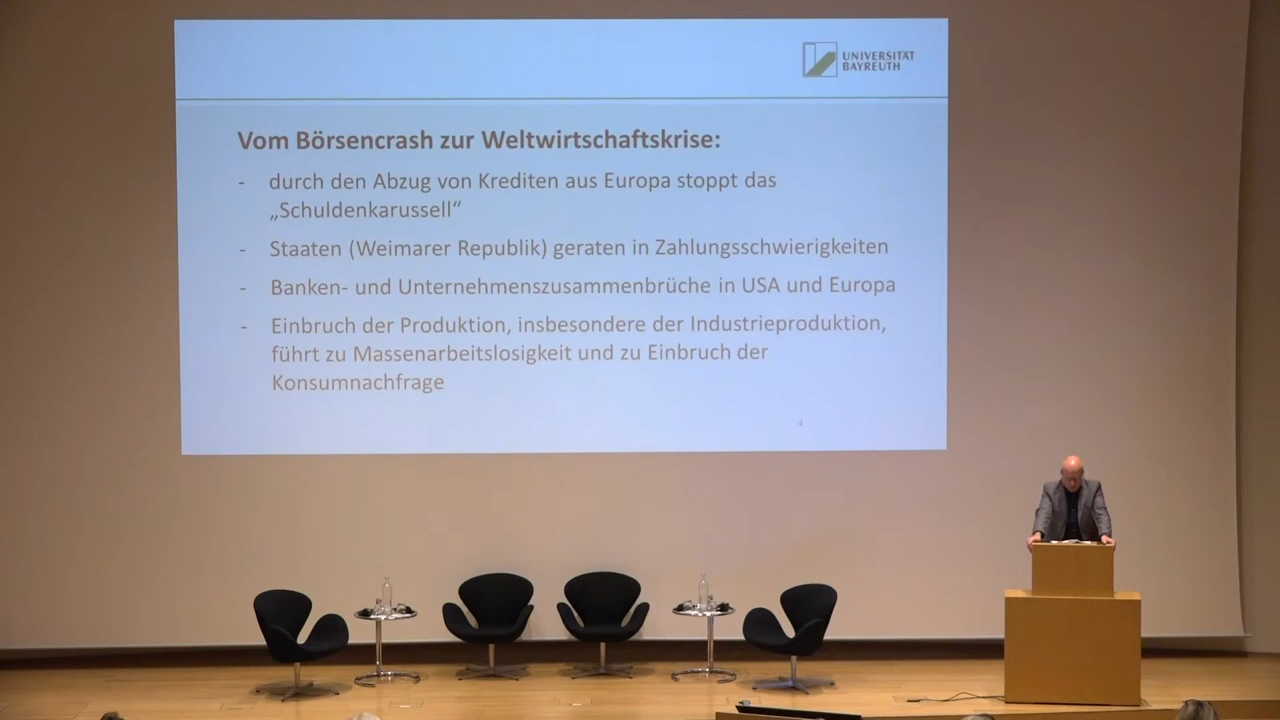 UNIVERSITÄT
BAYREUTH
Vom Börsencrash zur Weltwirtschaftskrise:
- durch den Abzug von Krediten aus Europa stoppt das
„Schuldenkarussell“
- Staaten (Weimarer Republik) geraten in Zahlungsschwierigkeiten
- Banken- und Unternehmenszusammenbrüche in USA und Europa
- Einbruch der Produktion, insbesondere der Industrieproduktion,
führt zu Massenarbeitslosigkeit und zu Einbruch der
Konsumnachfrage
4